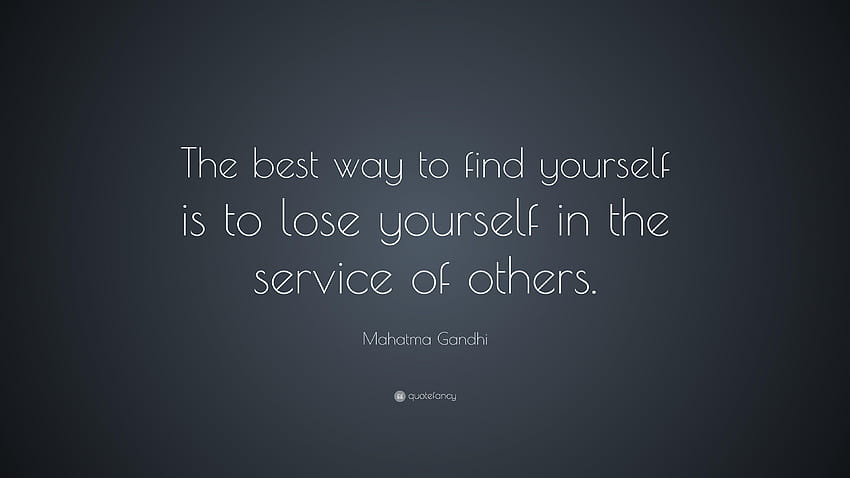 The best way to find yourself
is to lose yourself in the
service of others.
Mahatma Gandhi
quotefancy